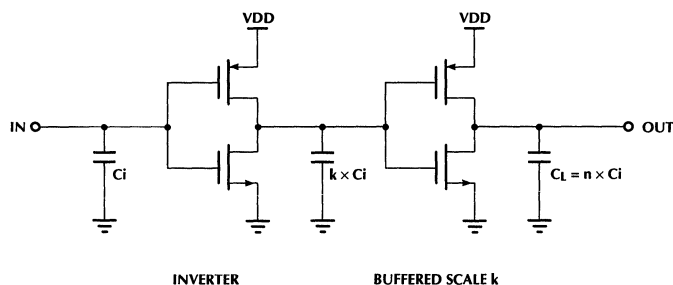 VDD
VDD
IN
OUT
Ci
k × Ci
CL = n × Ci
INVERTER
BUFFERED SCALE k